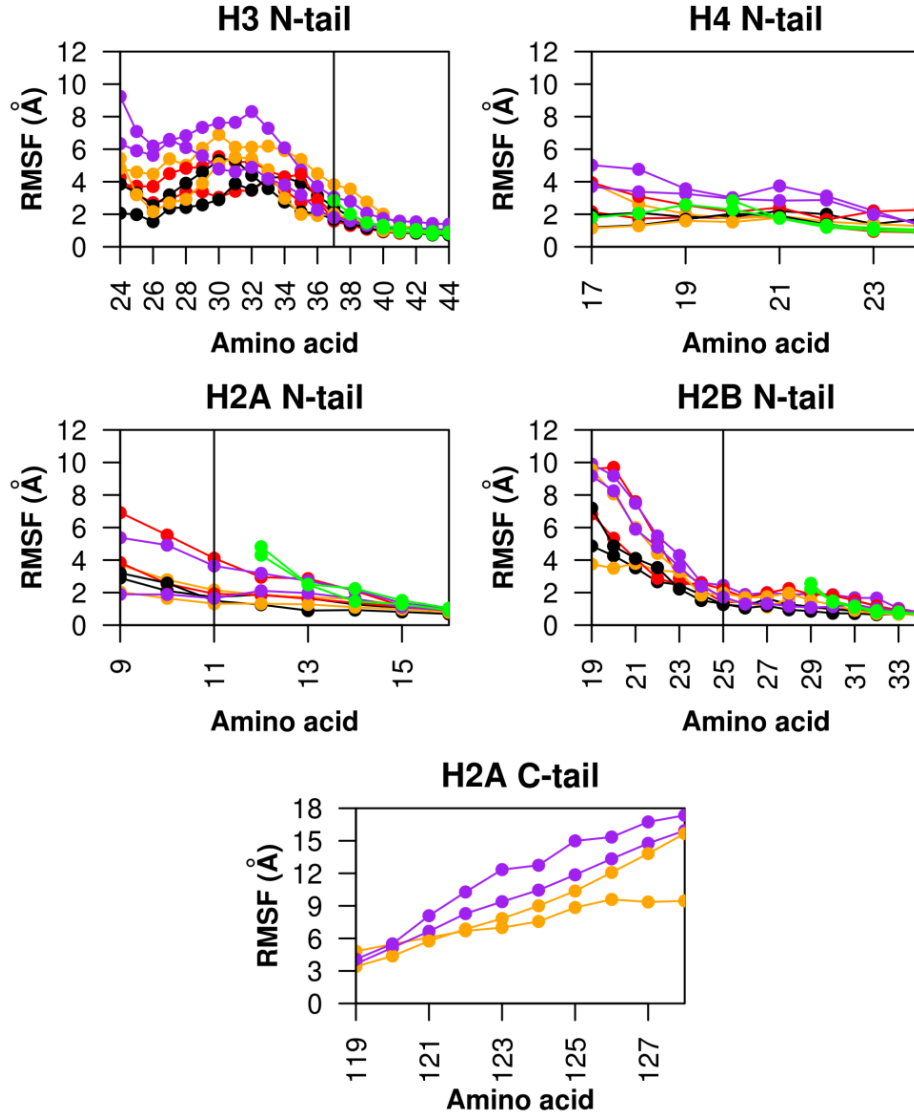 H3 N-tail
RMSF (Å)
12
10
8
6
4
2
0
24 26 28 30 32 34 36 38 40 42 44
Amino acid
H4 N-tail
RMSF (Å)
12
10
8
6
4
2
0
17 19 21 23
Amino acid
H2A N-tail
RMSF (Å)
12
10
8
6
4
2
0
9 11 13 15
Amino acid
H2B N-tail
RMSF (Å)
12
10
8
6
4
2
0
19 21 23 25 27 29 31 33
Amino acid
H2A C-tail
RMSF (Å)
18
15
12
9
6
3
0
119 121 123 125 127
Amino acid